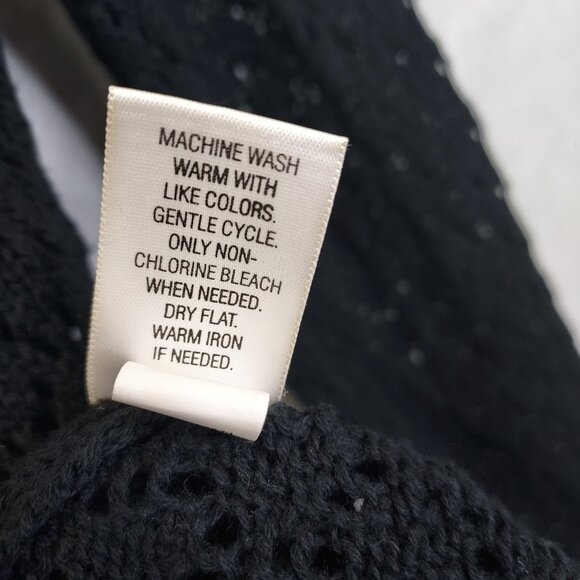 MACHINE WASH
WARM WITH
LIKE COLORS.
GENTLE CYCLE.
ONLY NON-
CHLORINE BLEACH
WHEN NEEDED.
DRY FLAT.
WARM IRON
IF NEEDED.